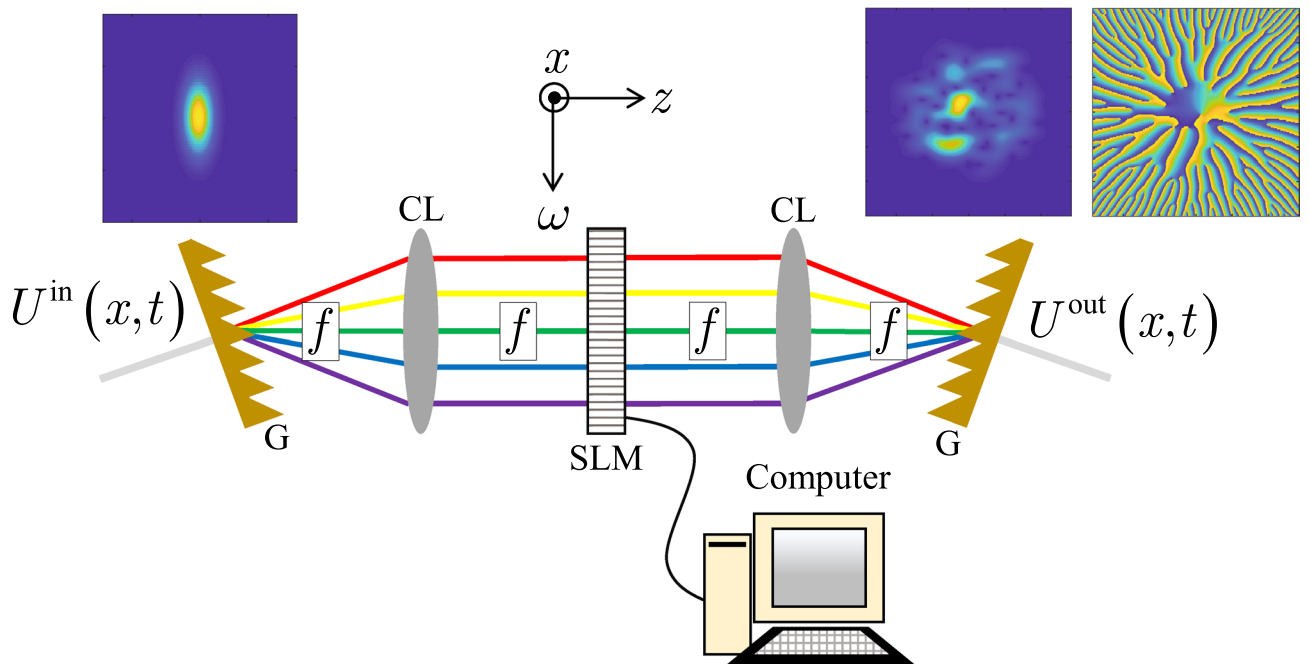 x
z
ω
CL
CL
U^in (x,t)
f
f
f
f
U^out (x,t)
G
SLM
G
Computer